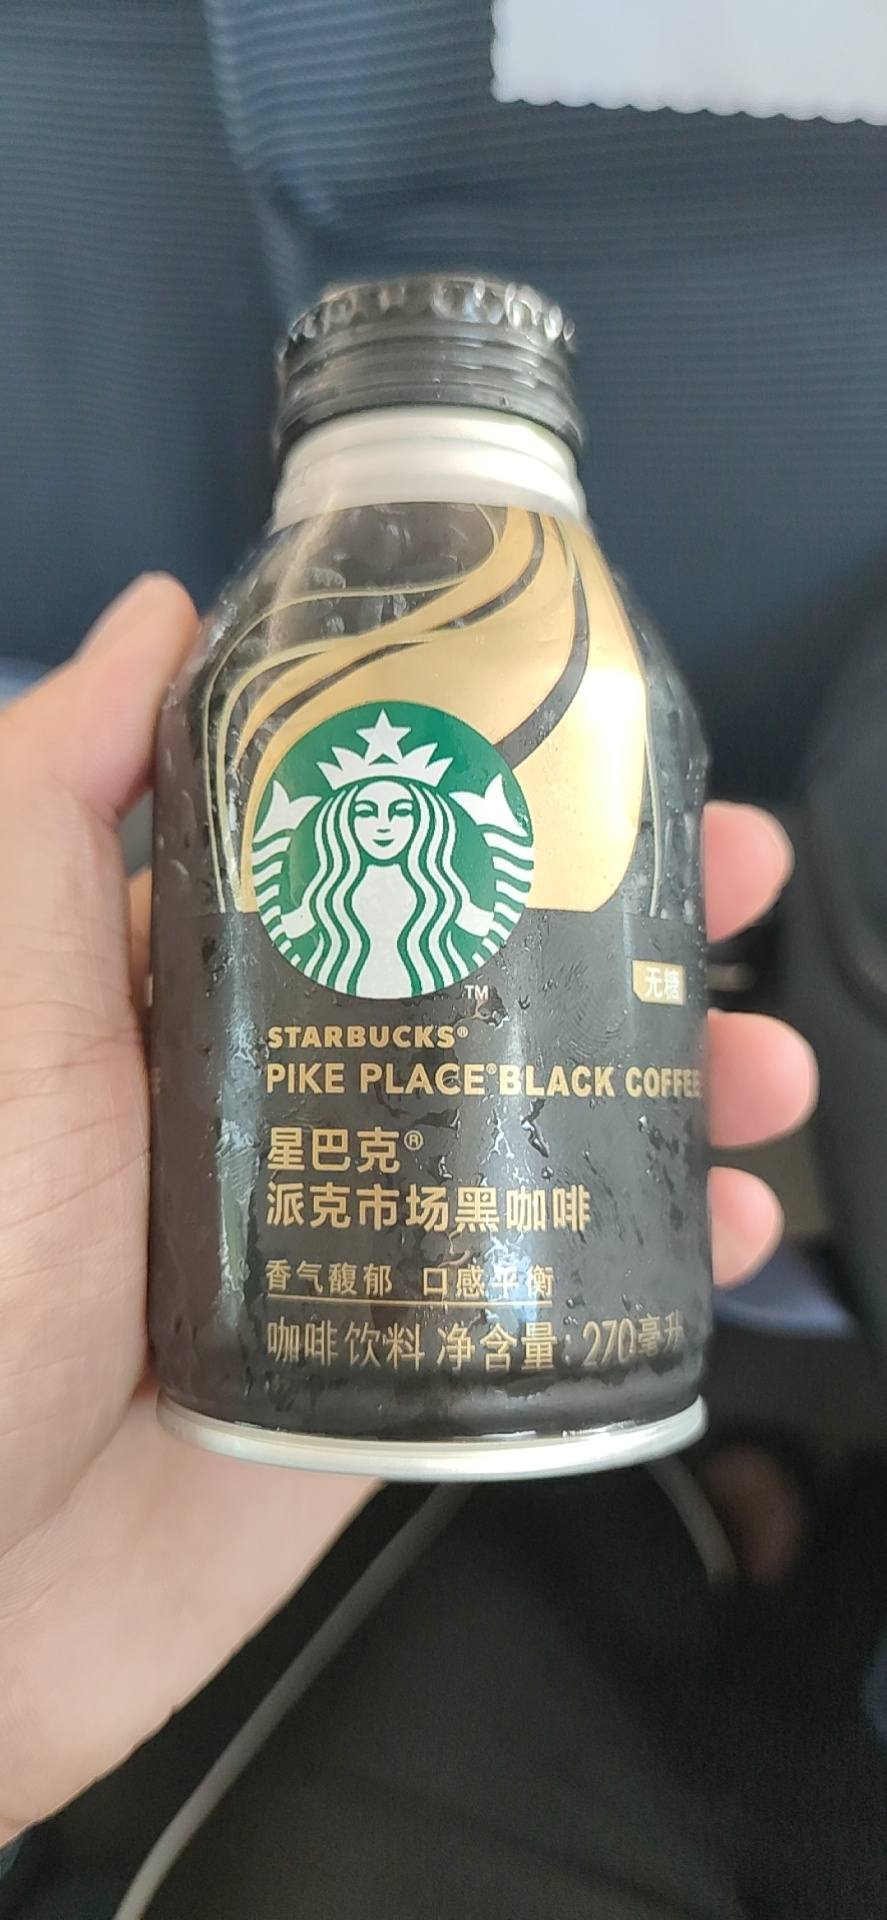 无糖
TM
STARBUCKS®
PIKE PLACE®BLACK COFFEE
星巴克®
派克市场黑咖啡
香气馥郁 口感平衡
咖啡饮料 净含量:270毫升